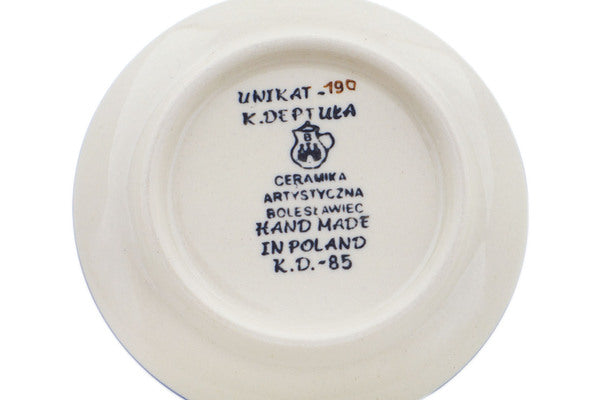 UNIKAT - 190
K. DEPTUŁA
B
CERAMIKA
ARTYSTYCZNA
BOLESŁAWIEC
HAND MADE
IN POLAND
K.D.-85